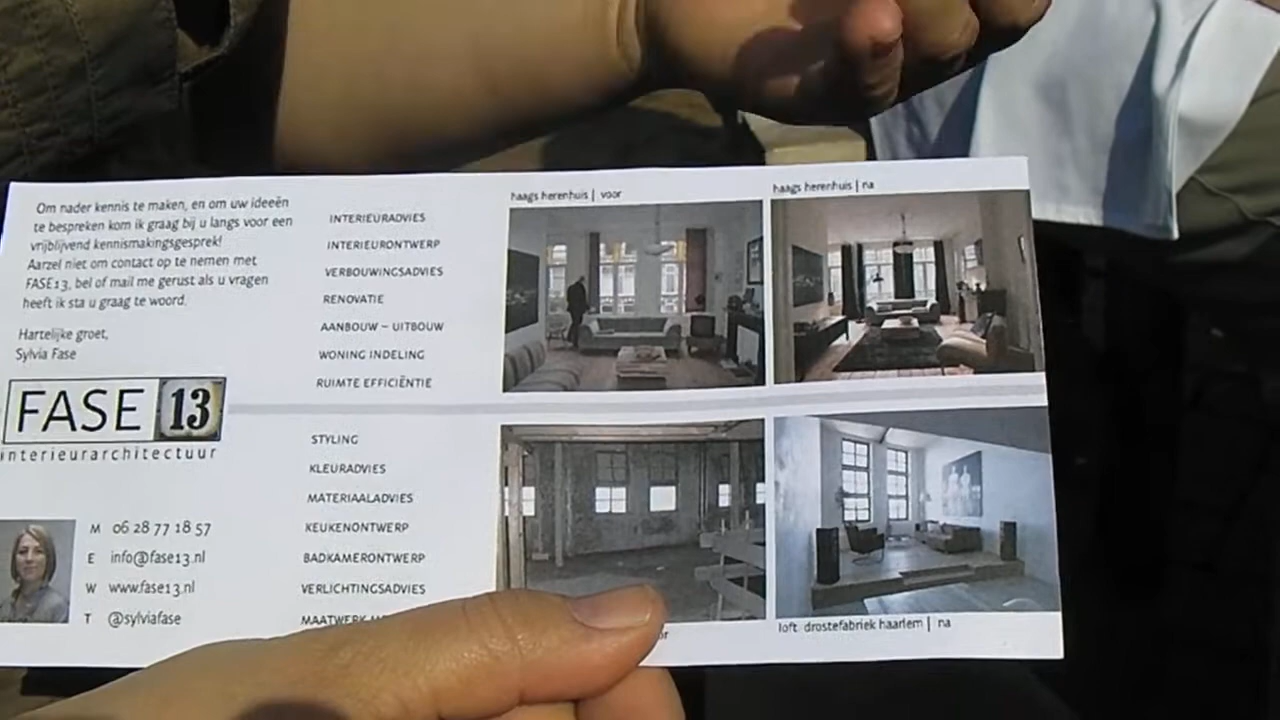 Om nader kennis te maken, en om uw ideeën
te bespreken kom ik graag bij u langs voor een
vrijblijvend kennismakingsgesprek!
Aarzel niet om contact op te nemen met
FASE13, bel of mail me gerust als u vragen
heeft ik sta u graag te woord.
Hartelijke groet,
Sylvia Fase
FASE 13
interieurarchitectuur
M 06 28 77 18 57
E info@fase13.nl
W www.fase13.nl
T @sylviafase
INTERIEURADVIES
INTERIEURONTWERP
VERBOUWINGSADVIES
RENOVATIE
AANBOUW – UITBOUW
WONING INDELING
RUIMTE EFFICIËNTIE
STYLING
KLEURADVIES
MATERIAALADVIES
KEUKENONTWERP
BADKAMERONTWERP
VERLICHTINGSADVIES
MAATWERK
haags herenhuis | voor
haags herenhuis | na
loft drostefabriek haarlem | na